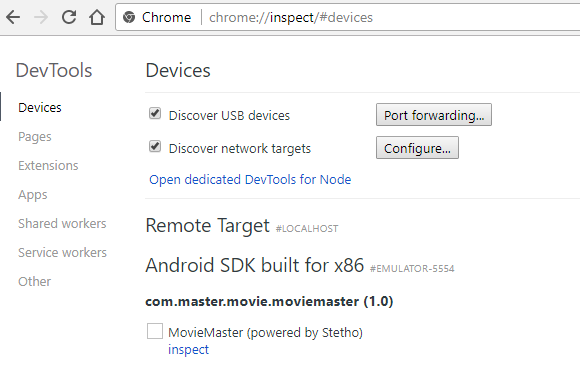 Chrome chrome://inspect/#devices
DevTools
Devices
Pages
Extensions
Apps
Shared workers
Service workers
Other
Devices
Discover USB devices Port forwarding...
Discover network targets Configure...
Open dedicated DevTools for Node
Remote Target #LOCALHOST
Android SDK built for x86 #EMULATOR-5554
com.master.movie.moviemaster (1.0)
MovieMaster (powered by Stetho)
inspect